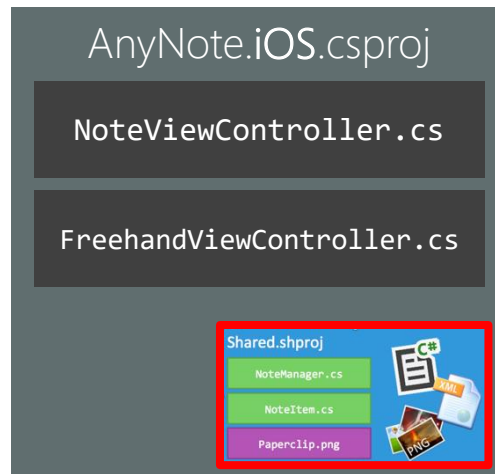 AnyNote.iOS.csproj
NoteViewController.cs
FreehandViewController.cs
Shared.shproj
NoteManager.cs
NoteItem.cs
Paperclip.png
C#
XML
PNG